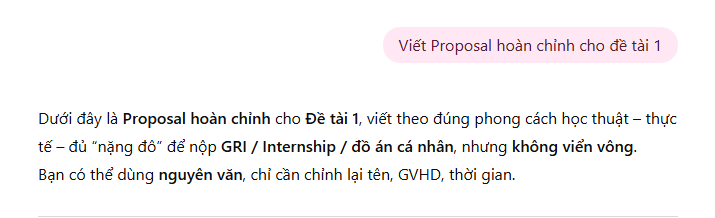 Viết Proposal hoàn chỉnh cho đề tài 1
Dưới đây là Proposal hoàn chỉnh cho Đề tài 1, viết theo đúng phong cách học thuật – thực
tế – đủ “nặng đô” để nộp GRI / Internship / đồ án cá nhân, nhưng không viển vông.
Bạn có thể dùng nguyên văn, chỉ cần chỉnh lại tên, GVHD, thời gian.